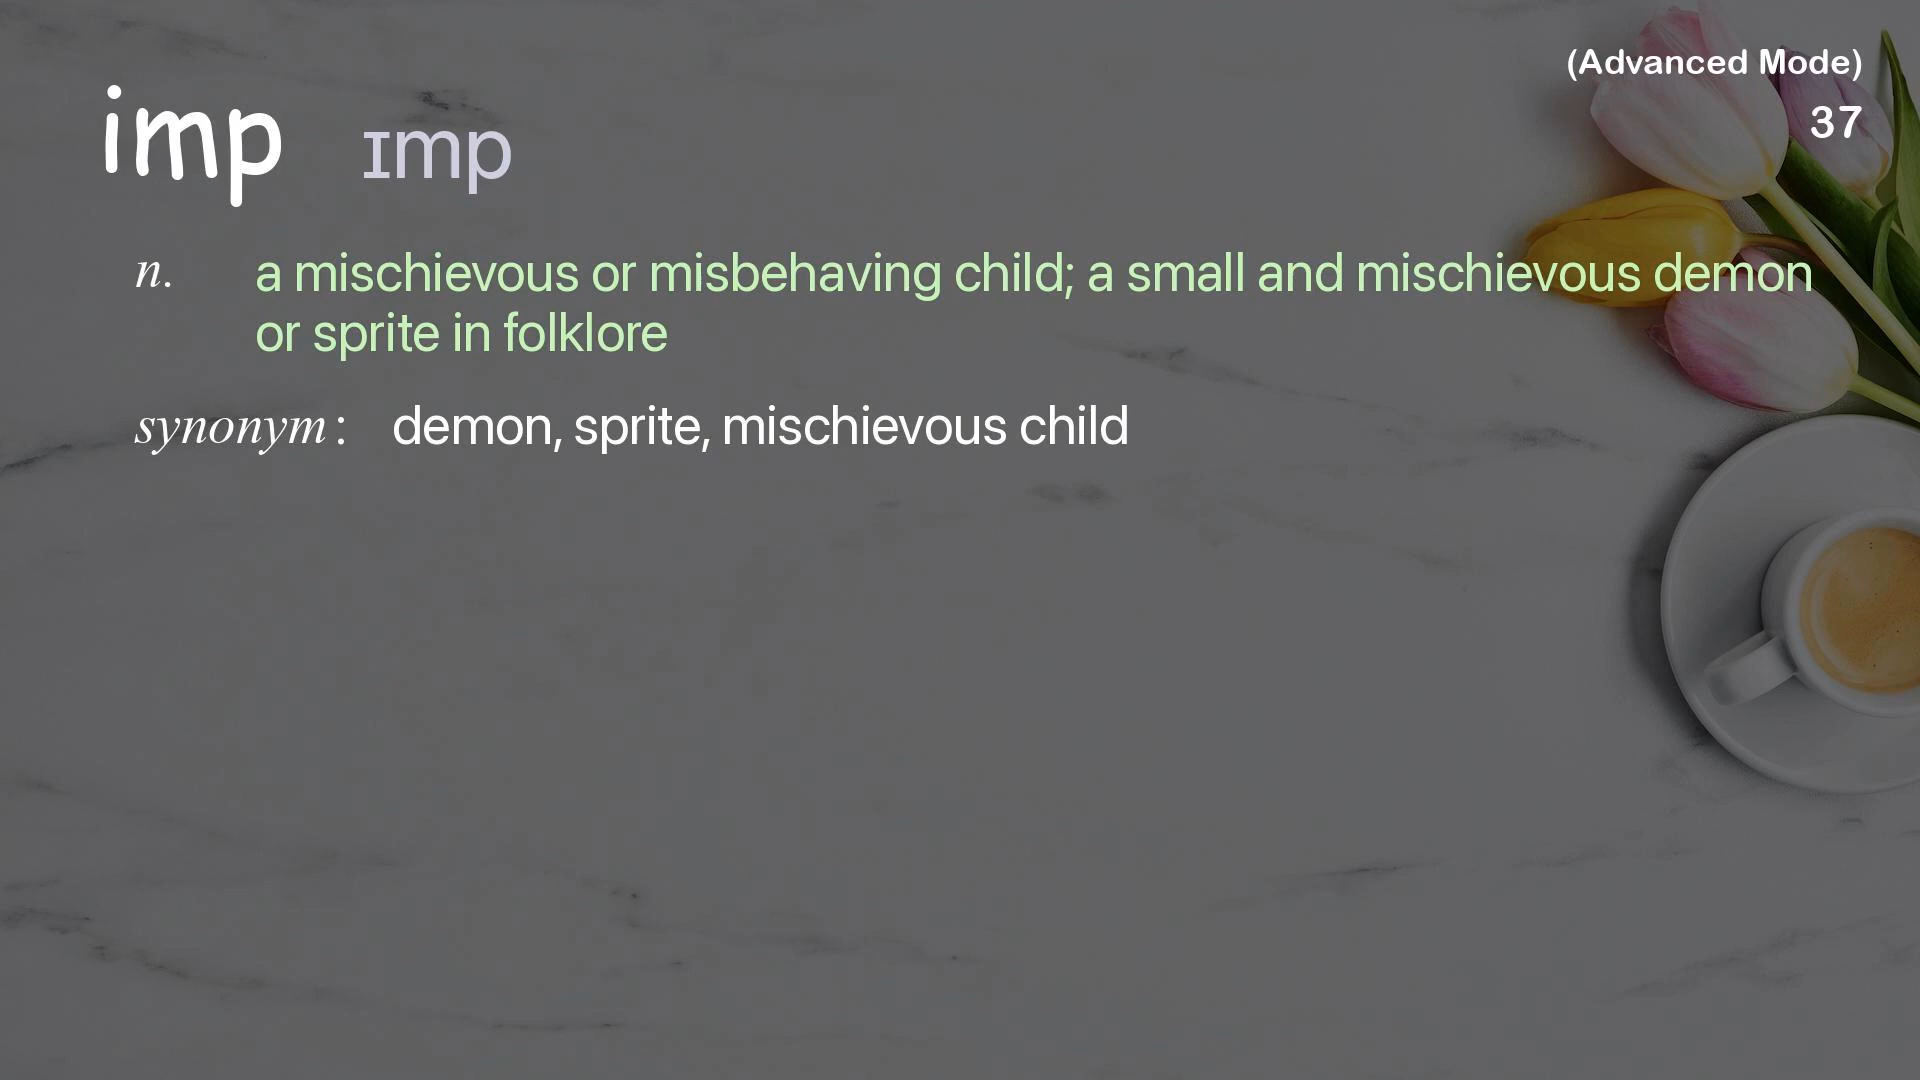 (Advanced Mode)
37
imp ɪmp
n. a mischievous or misbehaving child; a small and mischievous demon
or sprite in folklore
synonym: demon, sprite, mischievous child